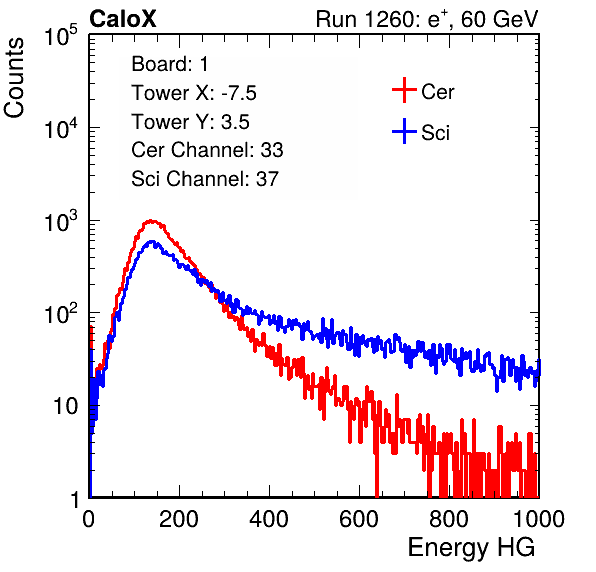 CaloX Run 1260: e⁺, 60 GeV
Counts
Board: 1
Tower X: -7.5
Tower Y: 3.5
Cer Channel: 33
Sci Channel: 37
Cer
Sci
10⁵
10⁴
10³
10²
10
1
0 200 400 600 800 1000
Energy HG